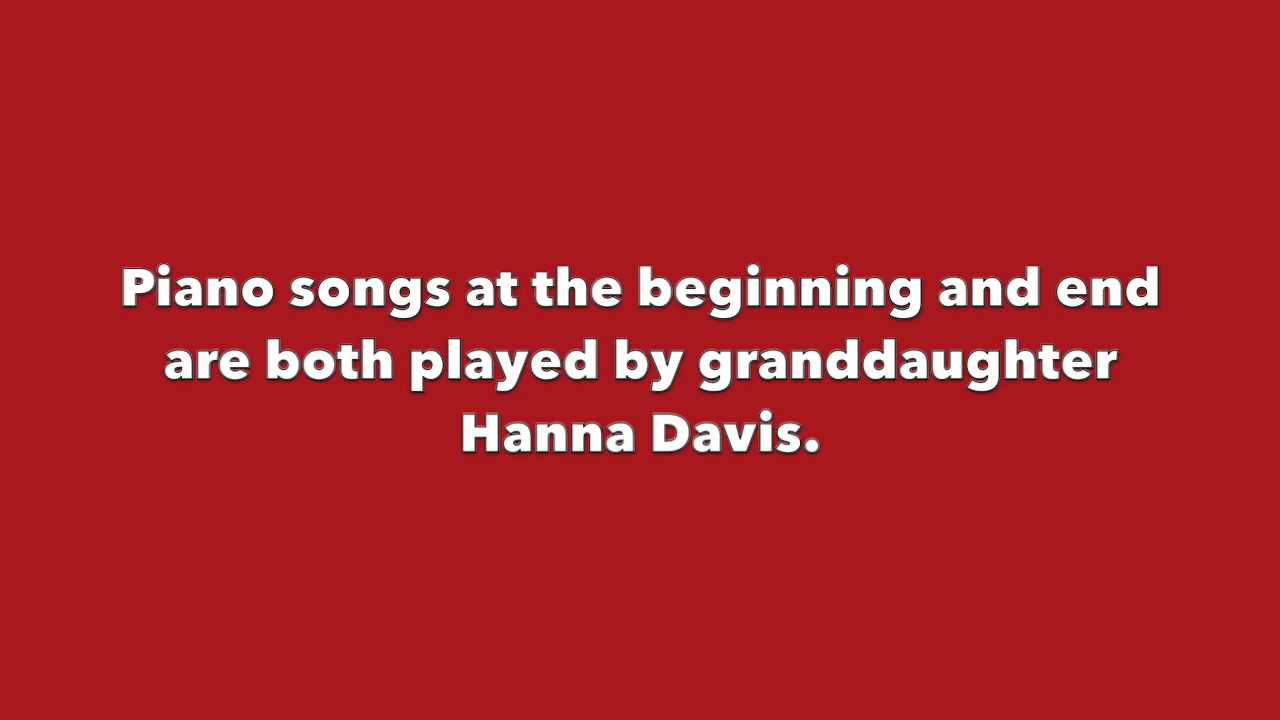 Piano songs at the beginning and end
are both played by granddaughter
Hanna Davis.